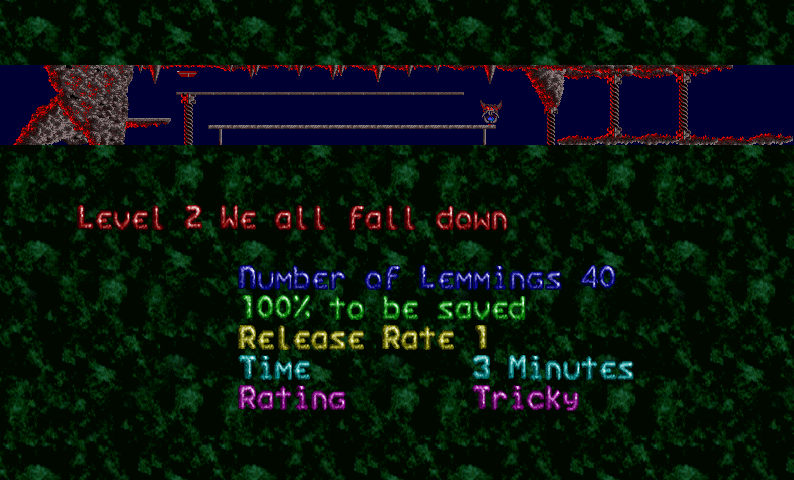 Level 2 We all fall down
Number of Lemmings 40
100% to be saved
Release Rate 1
Time 3 Minutes
Rating Tricky